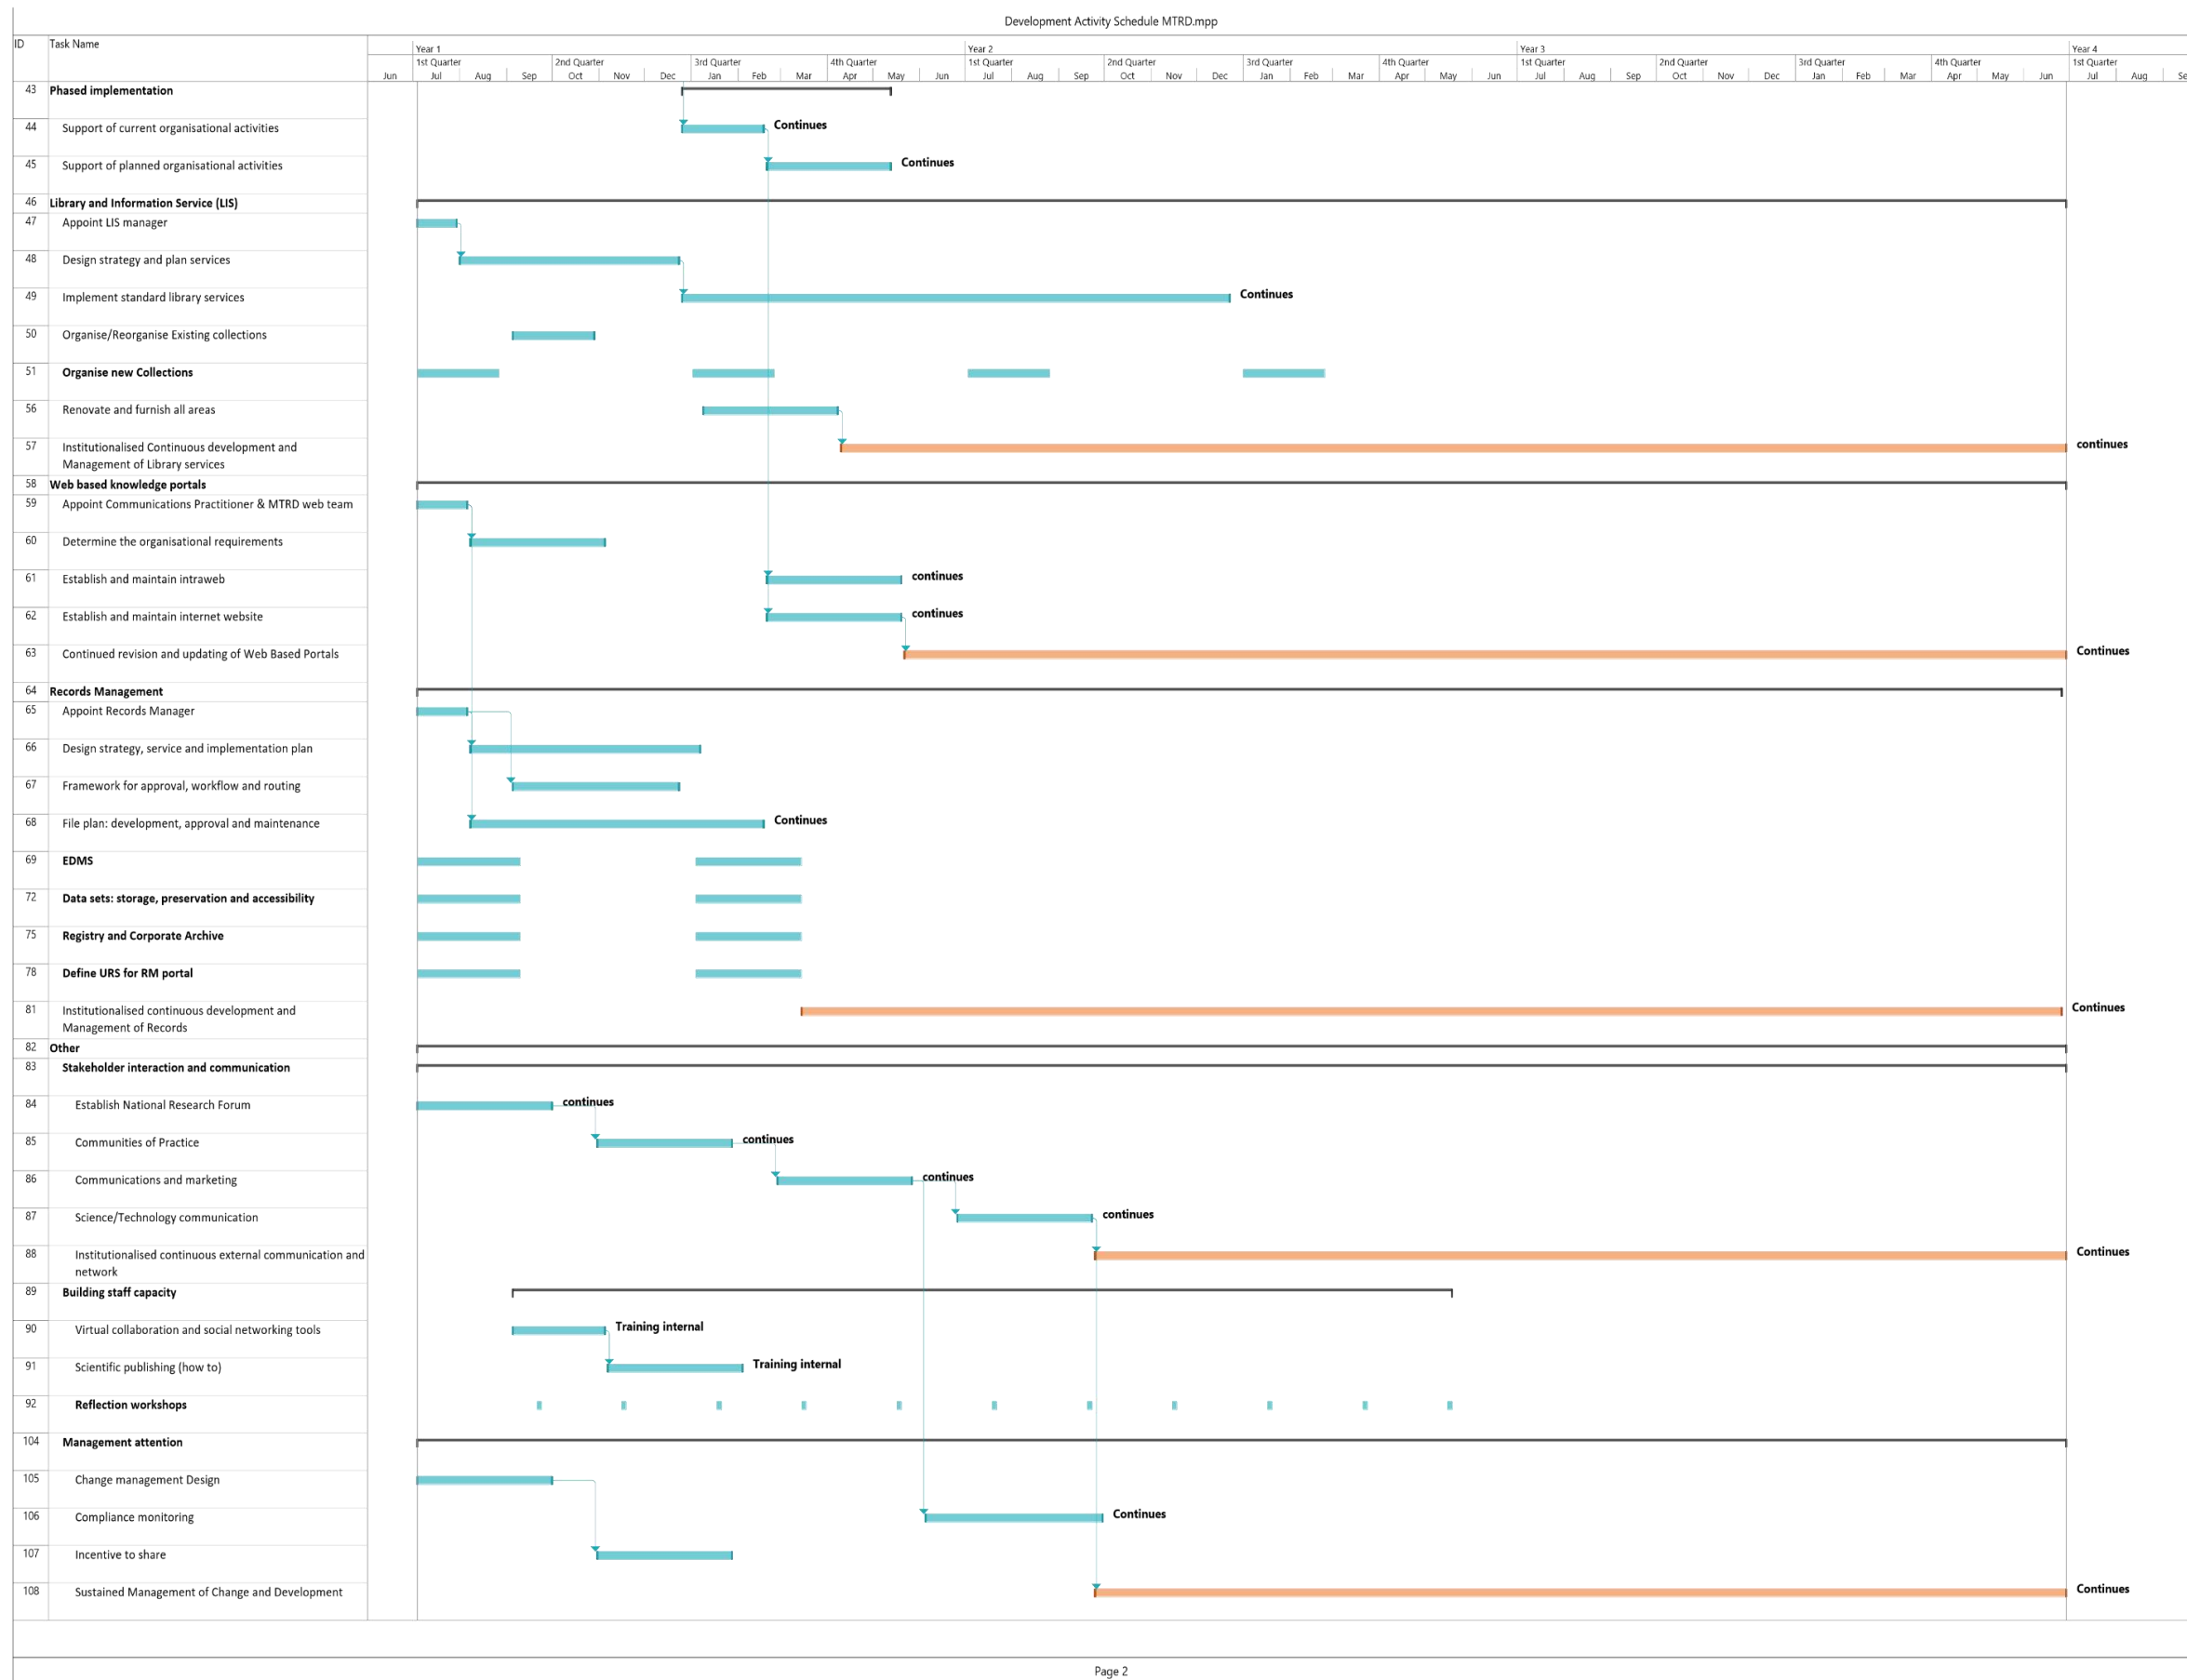 Development Activity Schedule MTRD.mpp
ID Task Name
Year 1 Year 2 Year 3 Year 4
1st Quarter 2nd Quarter 3rd Quarter 4th Quarter 1st Quarter 2nd Quarter 3rd Quarter 4th Quarter 1st Quarter 2nd Quarter 3rd Quarter 4th Quarter 1st Quarter
Jun Jul Aug Sep Oct Nov Dec Jan Feb Mar Apr May Jun Jul Aug Sep Oct Nov Dec Jan Feb Mar Apr May Jun Jul Aug Sep Oct Nov Dec Jan Feb Mar Apr May Jun Jul Aug Se
43 Phased implementation
44 Support of current organisational activities Continues
45 Support of planned organisational activities Continues
46 Library and Information Service (LIS)
47 Appoint LIS manager
48 Design strategy and plan services
49 Implement standard library services Continues
50 Organise/Reorganise Existing collections
51 Organise new Collections
56 Renovate and furnish all areas
57 Institutionalised Continuous development and continues
Management of Library services
58 Web based knowledge portals
59 Appoint Communications Practitioner & MTRD web team
60 Determine the organisational requirements
61 Establish and maintain intraweb continues
62 Establish and maintain internet website continues
63 Continued revision and updating of Web Based Portals Continues
64 Records Management
65 Appoint Records Manager
66 Design strategy, service and implementation plan
67 Framework for approval, workflow and routing
68 File plan: development, approval and maintenance Continues
69 EDMS
72 Data sets: storage, preservation and accessibility
75 Registry and Corporate Archive
78 Define URS for RM portal
81 Institutionalised continuous development and Continues
Management of Records
82 Other
83 Stakeholder interaction and communication
84 Establish National Research Forum continues
85 Communities of Practice continues
86 Communications and marketing continues
87 Science/Technology communication continues
88 Institutionalised continuous external communication and Continues
network
89 Building staff capacity
90 Virtual collaboration and social networking tools Training internal
91 Scientific publishing (how to) Training internal
92 Reflection workshops
104 Management attention
105 Change management Design
106 Compliance monitoring Continues
107 Incentive to share
108 Sustained Management of Change and Development Continues
Page 2